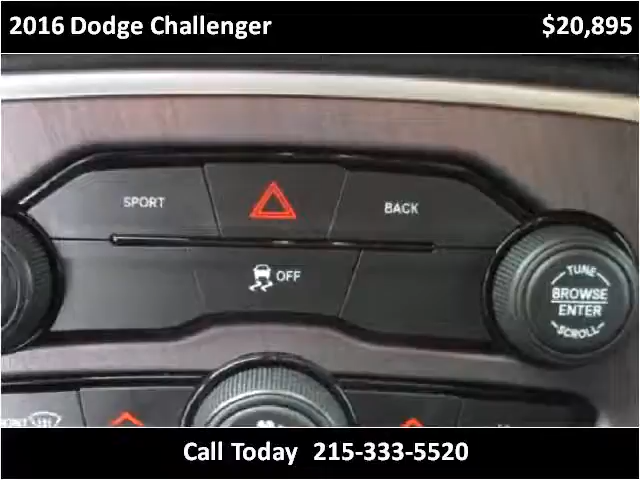 2016 Dodge Challenger $20,895
SPORT
BACK
OFF
TUNE
BROWSE
ENTER
SCROLL
Call Today 215-333-5520